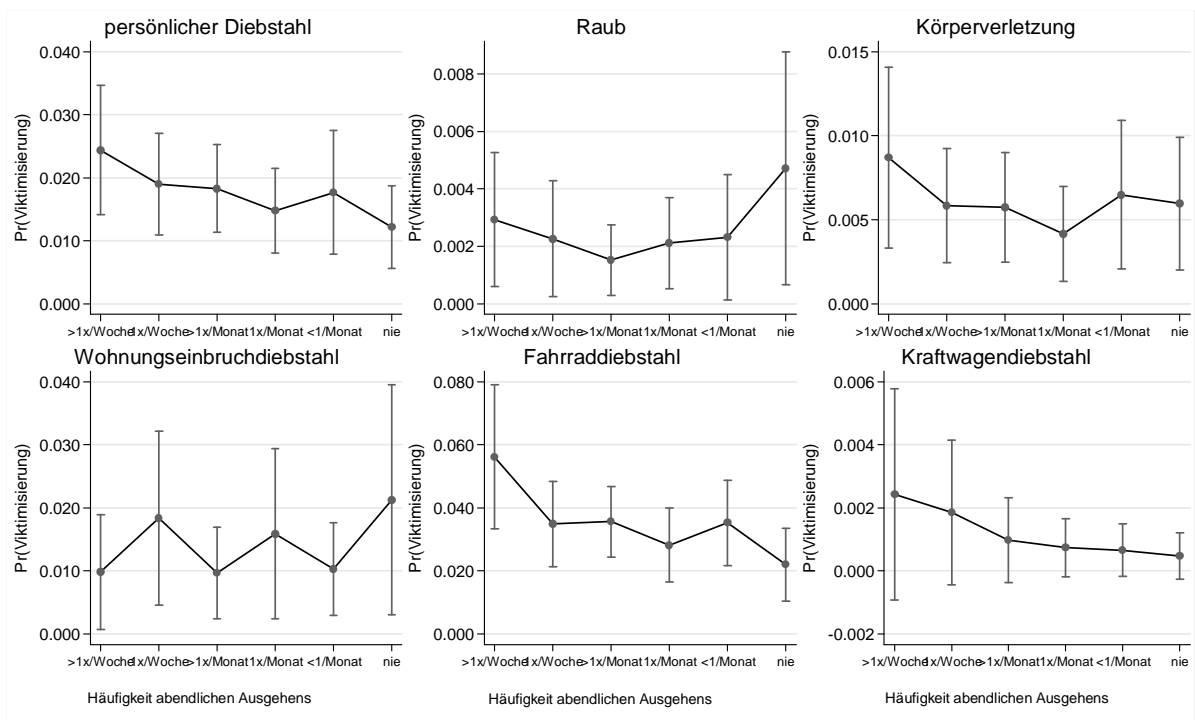 persönlicher Diebstahl
Pr(Viktimisierung)
0.040
0.030
0.020
0.010
0.000
>1x/Woche 1x/Woche >1x/Monat 1x/Monat <1/Monat nie
Raub
Pr(Viktimisierung)
0.008
0.006
0.004
0.002
0.000
>1x/Woche 1x/Woche >1x/Monat 1x/Monat <1/Monat nie
Körperverletzung
Pr(Viktimisierung)
0.015
0.010
0.005
0.000
>1x/Woche 1x/Woche >1x/Monat 1x/Monat <1/Monat nie
Wohnungseinbruchdiebstahl
Pr(Viktimisierung)
0.040
0.030
0.020
0.010
0.000
>1x/Woche 1x/Woche >1x/Monat 1x/Monat <1/Monat nie
Häufigkeit abendlichen Ausgehens
Fahrraddiebstahl
Pr(Viktimisierung)
0.080
0.060
0.040
0.020
0.000
>1x/Woche 1x/Woche >1x/Monat 1x/Monat <1/Monat nie
Häufigkeit abendlichen Ausgehens
Kraftwagendiebstahl
Pr(Viktimisierung)
0.006
0.004
0.002
0.000
-0.002
>1x/Woche 1x/Woche >1x/Monat 1x/Monat <1/Monat nie
Häufigkeit abendlichen Ausgehens